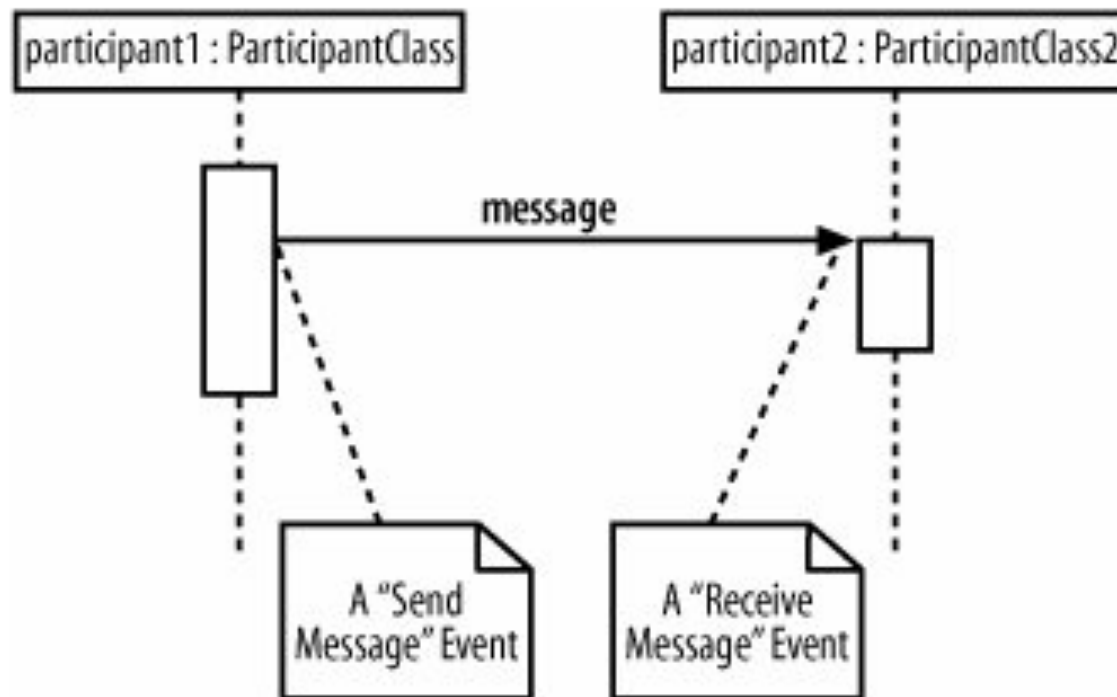 participant1 : ParticipantClass
participant2 : ParticipantClass2
message
A "Send
Message" Event
A "Receive
Message" Event